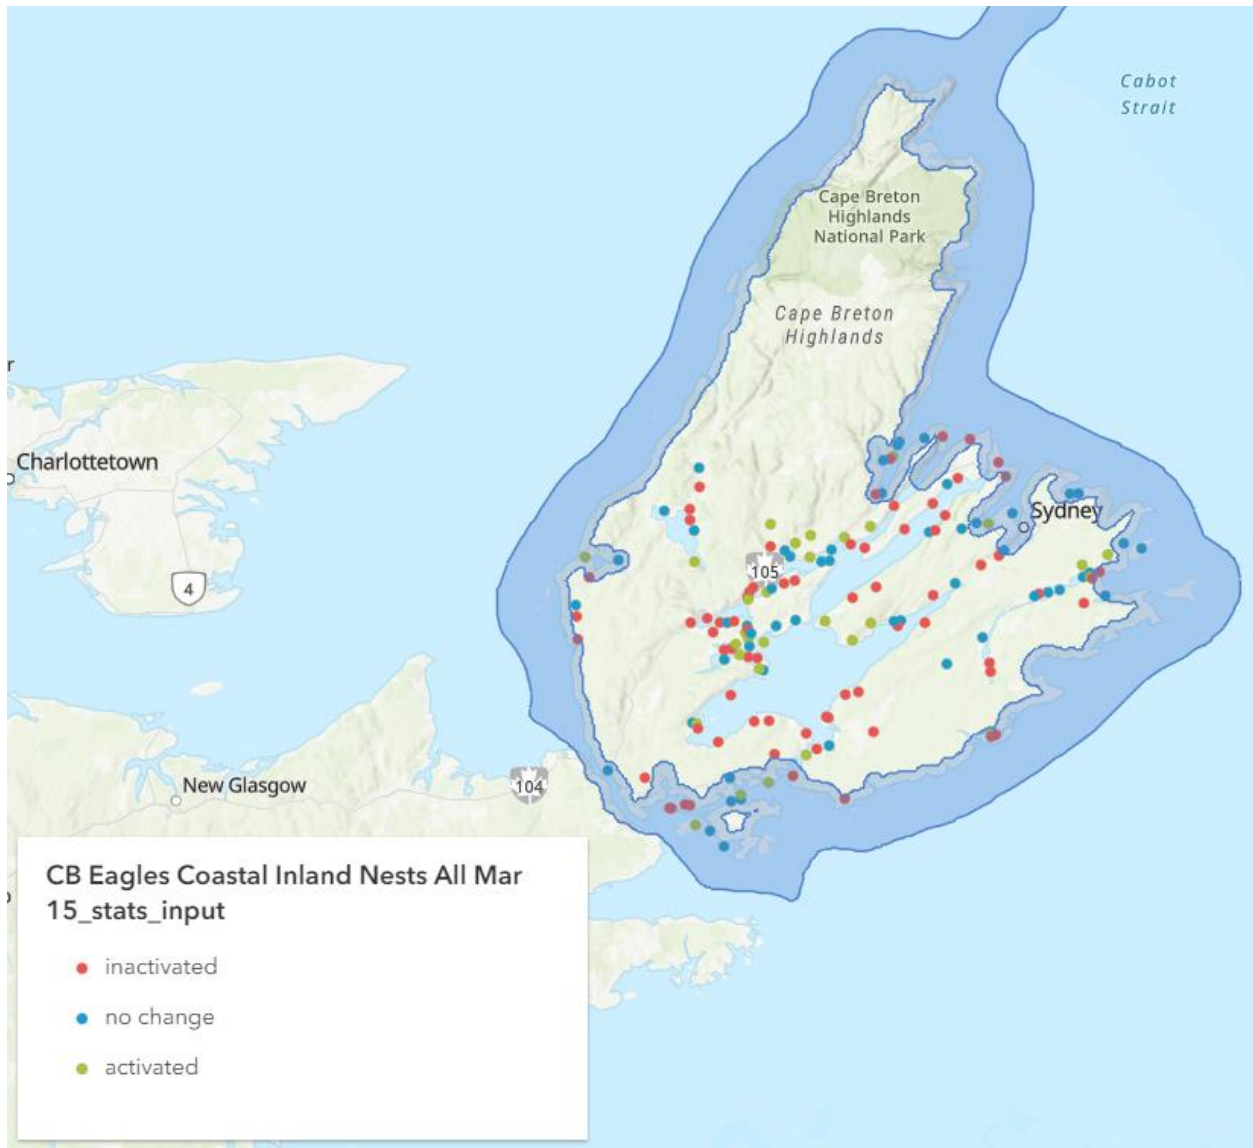 Cabot
Strait
Cape Breton
Highlands
National Park
Cape Breton
Highlands
r
Charlottetown
Sydney
105
4
New Glasgow
104
CB Eagles Coastal Inland Nests All Mar
15_stats_input
inactivated
no change
activated